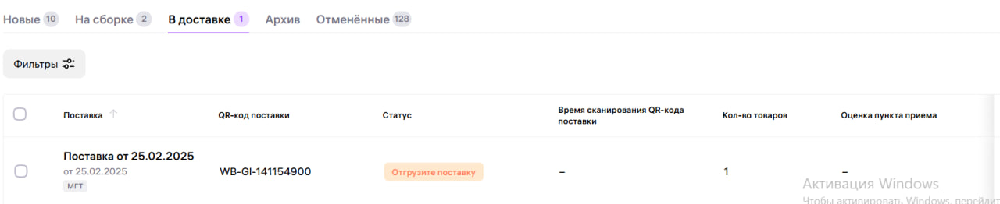 Новые 10 На сборке 2 В доставке 1 Архив Отменённые 128
Фильтры
Поставка ↑ QR-код поставки Статус Время сканирования QR-кода поставки Кол-во товаров Оценка пункта приема
Поставка от 25.02.2025
от 25.02.2025 WB-GI-141154900 Отгрузите поставку – 1 –
МГТ
Активация Windows
Чтобы активировать Windows, перейдит